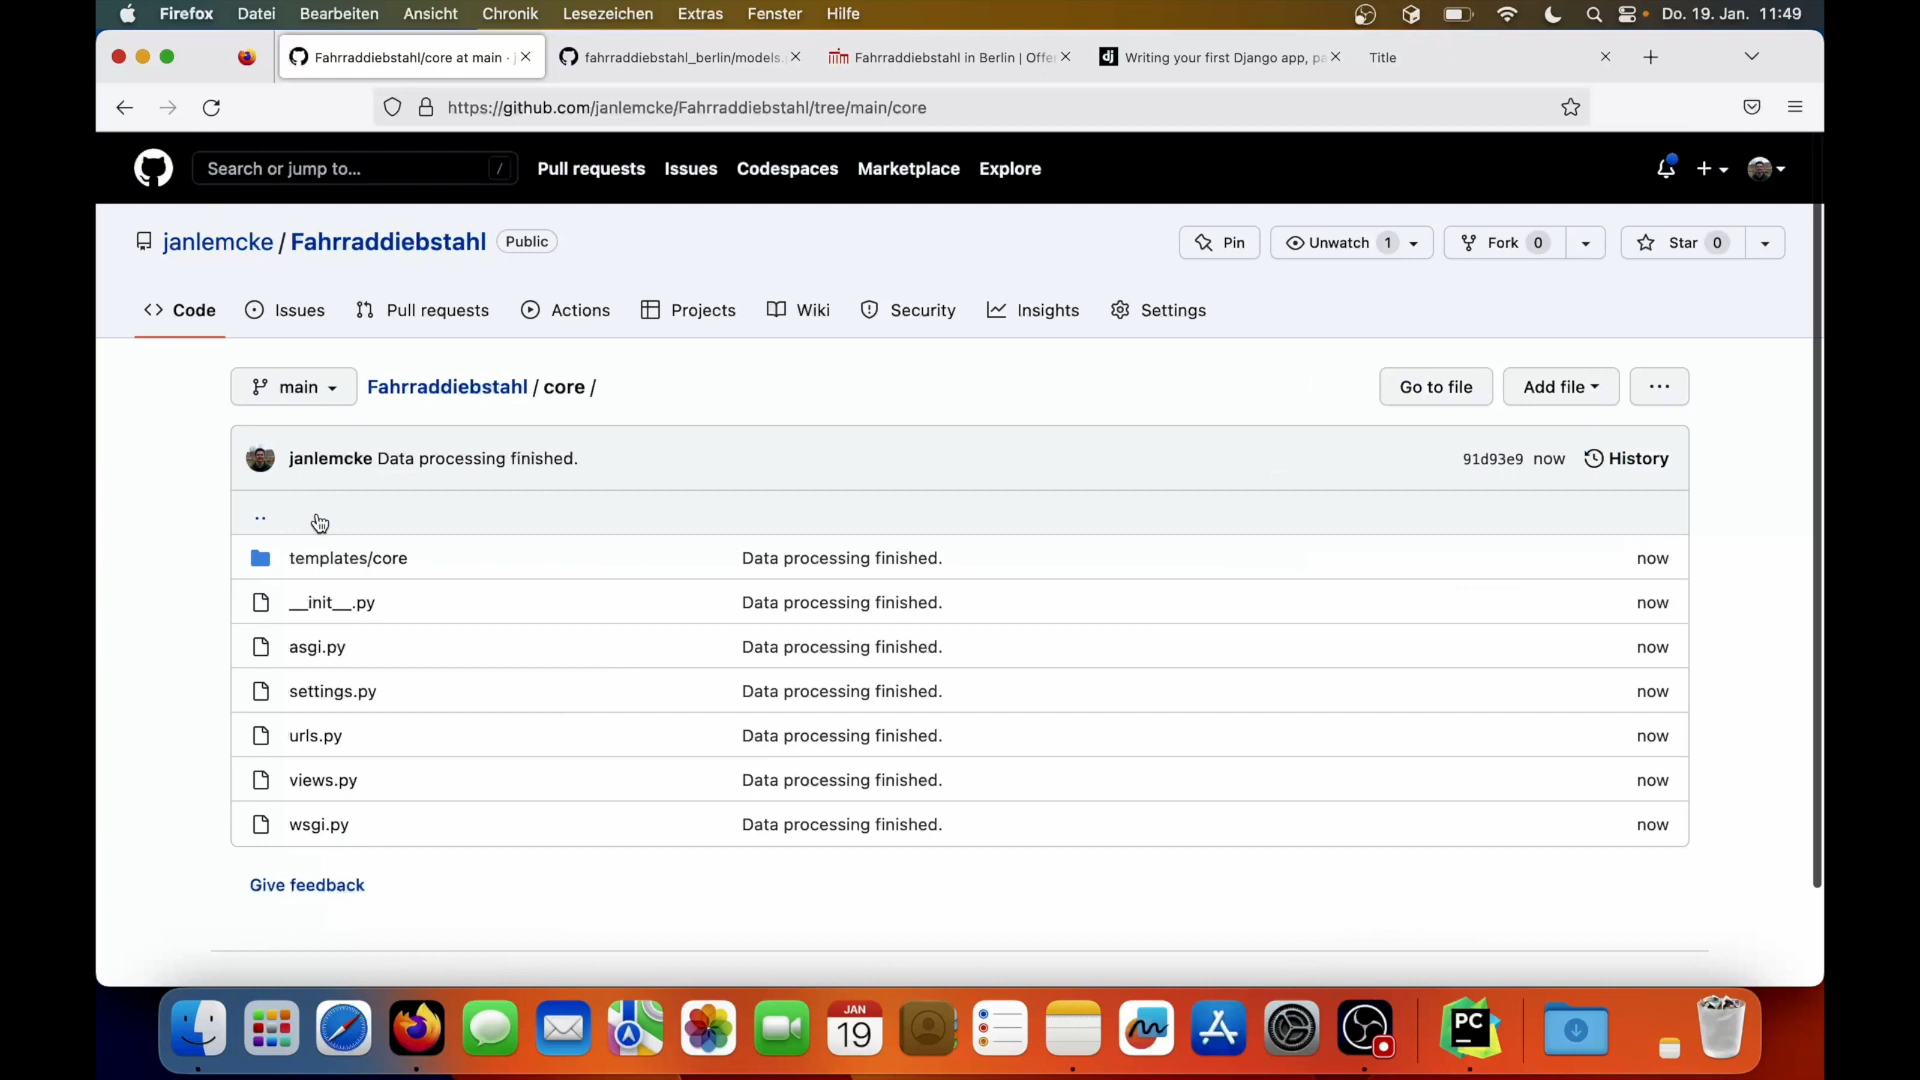 Firefox Datei Bearbeiten Ansicht Chronik Lesezeichen Extras Fenster Hilfe Do. 19. Jan. 11:49
Fahrraddiebstahl/core at main · j
fahrraddiebstahl_berlin/models.
Fahrraddiebstahl in Berlin | Offe
dj Writing your first Django app, pa
Title
https://github.com/janlemcke/Fahrraddiebstahl/tree/main/core
Search or jump to... / Pull requests Issues Codespaces Marketplace Explore
janlemcke / Fahrraddiebstahl Public Pin Unwatch 1 Fork 0 Star 0
Code Issues Pull requests Actions Projects Wiki Security Insights Settings
main Fahrraddiebstahl / core / Go to file Add file ...
janlemcke Data processing finished. 91d93e9 now History
..
templates/core Data processing finished. now
__init__.py Data processing finished. now
asgi.py Data processing finished. now
settings.py Data processing finished. now
urls.py Data processing finished. now
views.py Data processing finished. now
wsgi.py Data processing finished. now
Give feedback
JAN
19
PC